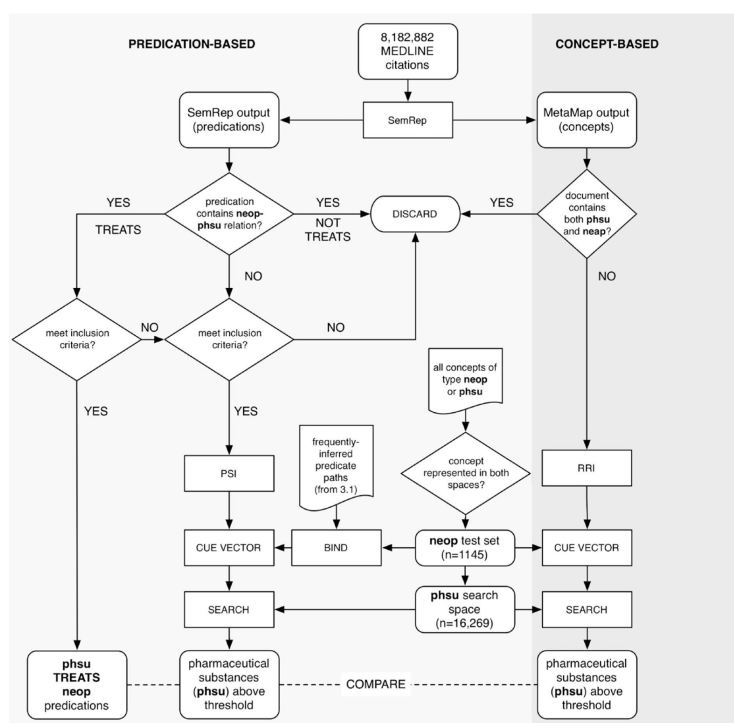 PREDICATION-BASED
8,182,882
MEDLINE
citations
CONCEPT-BASED
SemRep output
(predications)
SemRep
MetaMap output
(concepts)
predication
contains neop-
phsu relation?
YES
TREATS
YES
NOT
TREATS
DISCARD
YES
document
contains
both phsu
and neap?
NO
NO
meet inclusion
criteria?
NO
meet inclusion
criteria?
NO
all concepts of
type neop
or phsu
YES
YES
frequently-
inferred
predicate
paths
(from 3.1)
concept
represented in both
spaces?
PSI
RRI
CUE VECTOR
BIND
neop test set
(n=1145)
CUE VECTOR
SEARCH
phsu search
space
(n=16,269)
SEARCH
phsu
TREATS
neop
predications
pharmaceutical
substances
(phsu) above
threshold
COMPARE
pharmaceutical
substances
(phsu) above
threshold